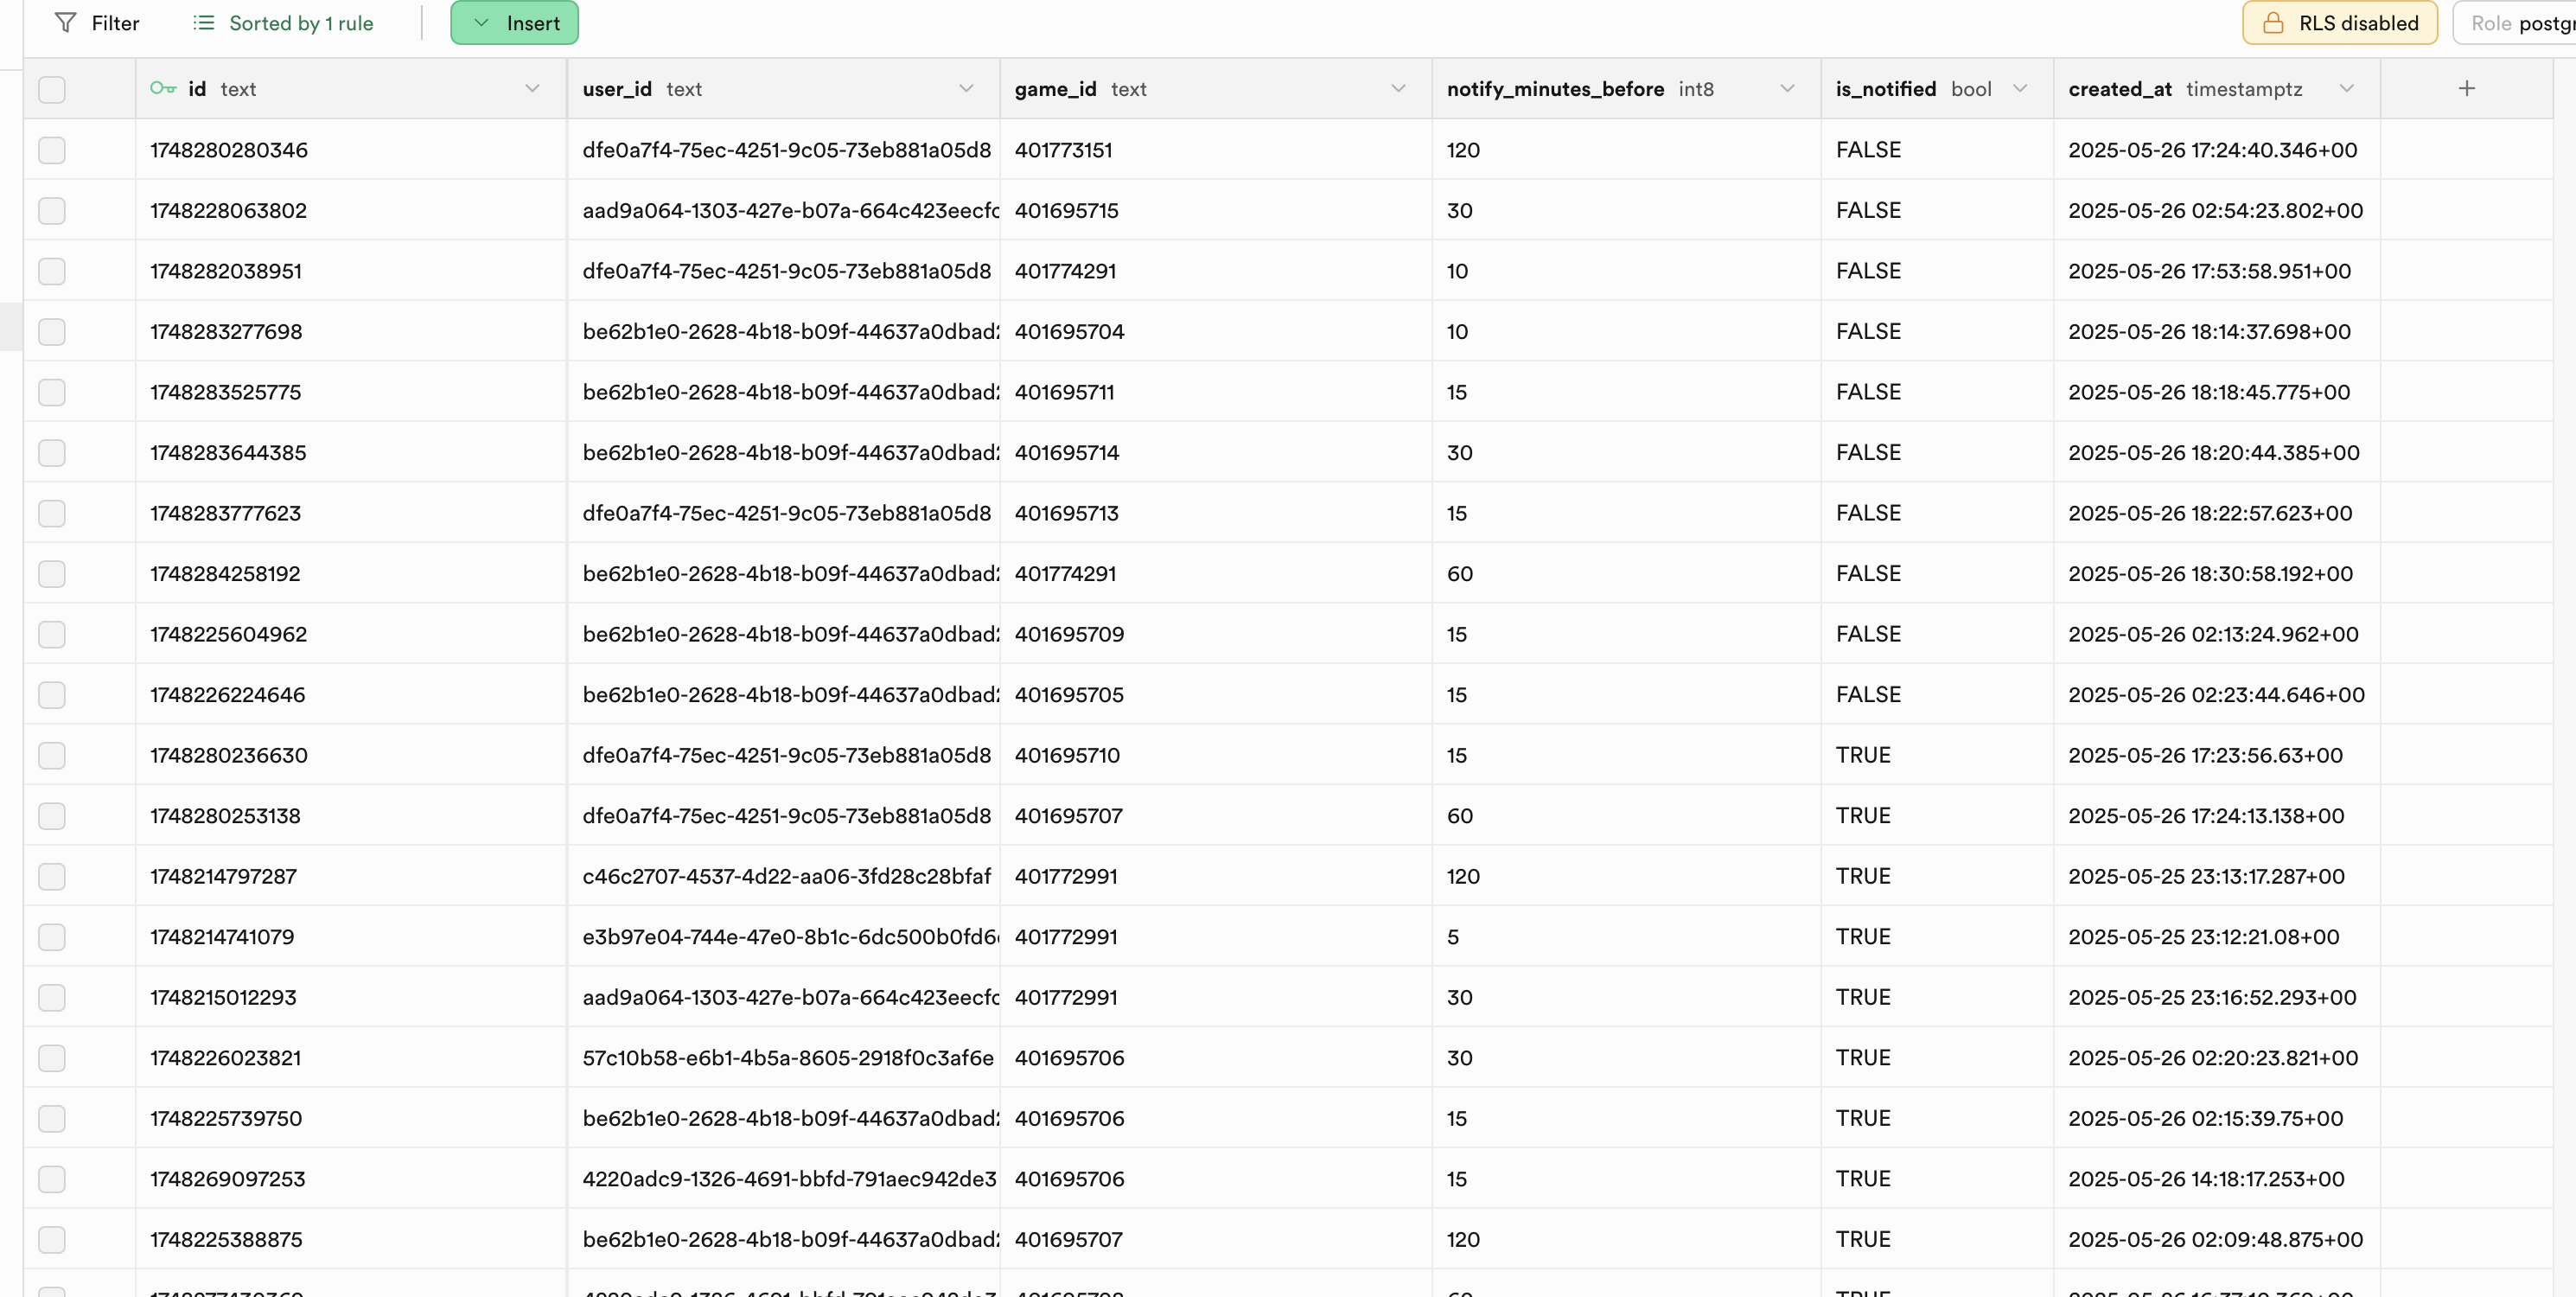 Filter Sorted by 1 rule Insert RLS disabled Role
id text user_id text game_id text notify_minutes_before int8 is_notified bool created_at timestamptz
1748280280346 dfe0a7f4-75ec-4251-9c05-73eb881a05d8 401773151 120 FALSE 2025-05-26 17:24:40.346+00
1748228063802 aad9a064-1303-427e-b07a-664c423eecfc 401695715 30 FALSE 2025-05-26 02:54:23.802+00
1748282038951 dfe0a7f4-75ec-4251-9c05-73eb881a05d8 401774291 10 FALSE 2025-05-26 17:53:58.951+00
1748283277698 be62b1e0-2628-4b18-b09f-44637a0dbad2 401695704 10 FALSE 2025-05-26 18:14:37.698+00
1748283525775 be62b1e0-2628-4b18-b09f-44637a0dbad2 401695711 15 FALSE 2025-05-26 18:18:45.775+00
1748283644385 be62b1e0-2628-4b18-b09f-44637a0dbad2 401695714 30 FALSE 2025-05-26 18:20:44.385+00
1748283777623 dfe0a7f4-75ec-4251-9c05-73eb881a05d8 401695713 15 FALSE 2025-05-26 18:22:57.623+00
1748284258192 be62b1e0-2628-4b18-b09f-44637a0dbad2 401774291 60 FALSE 2025-05-26 18:30:58.192+00
1748225604962 be62b1e0-2628-4b18-b09f-44637a0dbad2 401695709 15 FALSE 2025-05-26 02:13:24.962+00
1748226224646 be62b1e0-2628-4b18-b09f-44637a0dbad2 401695705 15 FALSE 2025-05-26 02:23:44.646+00
1748280236630 dfe0a7f4-75ec-4251-9c05-73eb881a05d8 401695710 15 TRUE 2025-05-26 17:23:56.63+00
1748280253138 dfe0a7f4-75ec-4251-9c05-73eb881a05d8 401695707 60 TRUE 2025-05-26 17:24:13.138+00
1748214797287 c46c2707-4537-4d22-aa06-3fd28c28bfaf 401772991 120 TRUE 2025-05-25 23:13:17.287+00
1748214741079 e3b97e04-744e-47e0-8b1c-6dc500b0fd6 401772991 5 TRUE 2025-05-25 23:12:21.08+00
1748215012293 aad9a064-1303-427e-b07a-664c423eecfc 401772991 30 TRUE 2025-05-25 23:16:52.293+00
1748226023821 57c10b58-e6b1-4b5a-8605-2918f0c3af6e 401695706 30 TRUE 2025-05-26 02:20:23.821+00
1748225739750 be62b1e0-2628-4b18-b09f-44637a0dbad2 401695706 15 TRUE 2025-05-26 02:15:39.75+00
1748269097253 4220adc9-1326-4691-bbfd-791aec942de3 401695706 15 TRUE 2025-05-26 14:18:17.253+00
1748225388875 be62b1e0-2628-4b18-b09f-44637a0dbad2 401695707 120 TRUE 2025-05-26 02:09:48.875+00